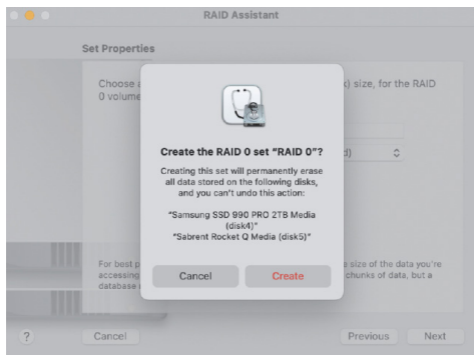 RAID Assistant
Set Properties
Choose
size, for the RAID
0 volume
Create the RAID 0 set “RAID 0”?
Creating this set will permanently erase
all data stored on the following disks,
and you can't undo this action:
“Samsung SSD 990 PRO 2TB Media
(disk4)”
“Sabrent Rocket Q Media (disk5)”
For best
size of the data you're
accessing
chunks of data, but a
database
Cancel
Create
?
Cancel
Previous
Next